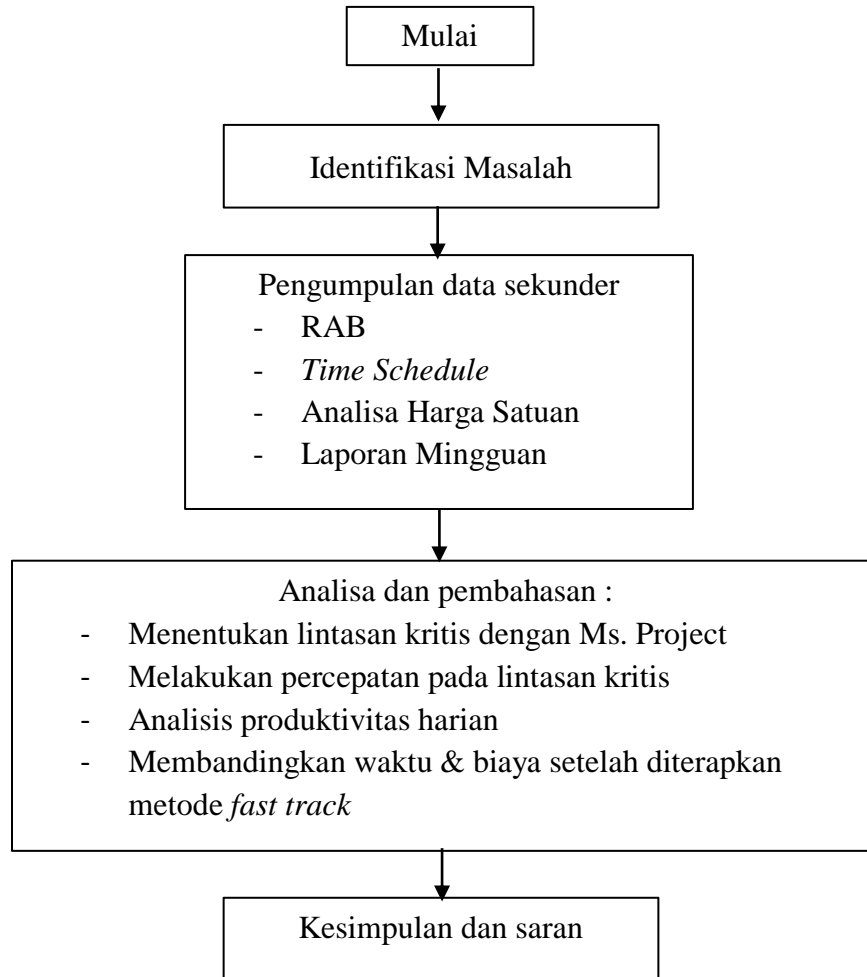 Mulai
Identifikasi Masalah
Pengumpulan data sekunder
- RAB
- Time Schedule
- Analisa Harga Satuan
- Laporan Mingguan
Analisa dan pembahasan :
- Menentukan lintasan kritis dengan Ms. Project
- Melakukan percepatan pada lintasan kritis
- Analisis produktivitas harian
- Membandingkan waktu & biaya setelah diterapkan
metode fast track
Kesimpulan dan saran